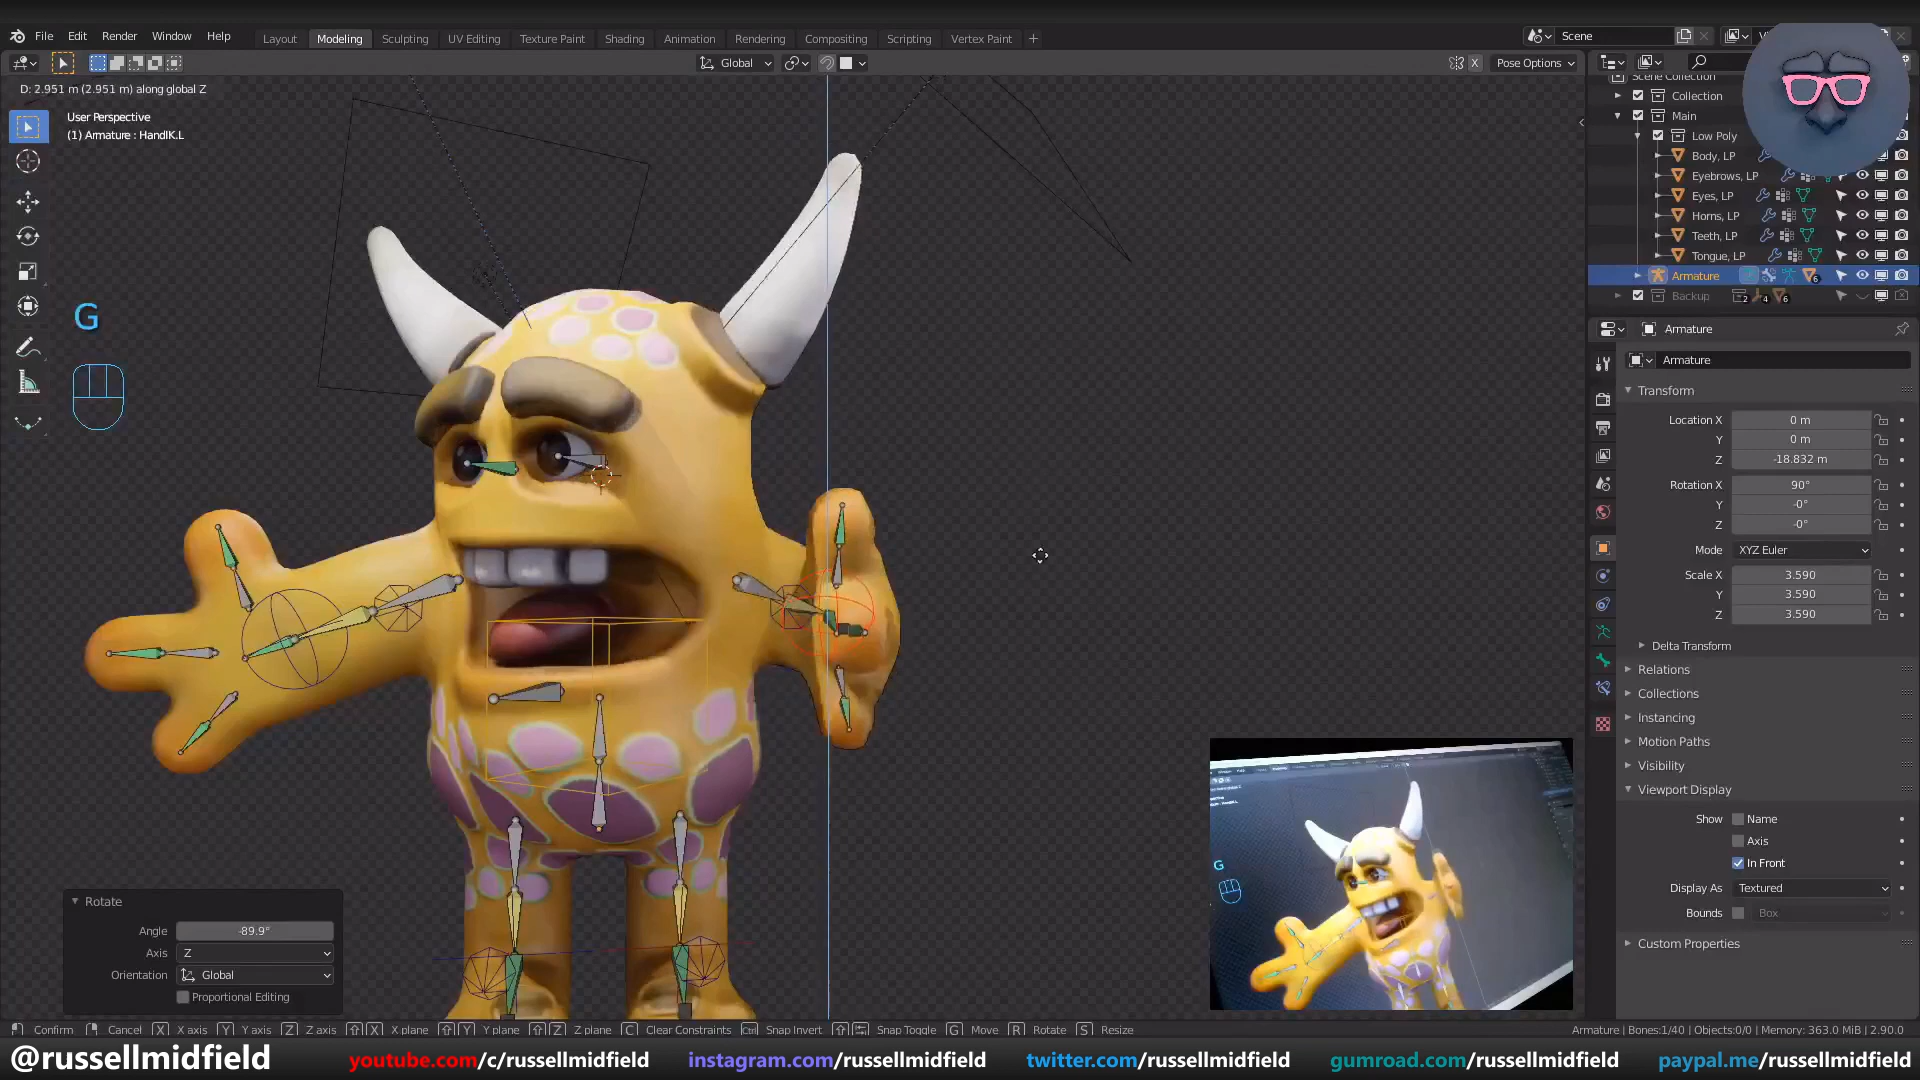 File Edit Render Window Help Layout Modeling Sculpting UV Editing Texture Paint Shading Animation Rendering Compositing Scripting Vertex Paint + Scene
Global X Pose Options
D: 2.951 m (2.951 m) along global Z
User Perspective
(1) Armature : HandIK.L
Scene Collection
Collection
Main
Low Poly
Body, LP
Eyebrows, LP
Eyes, LP
Horns, LP
Teeth, LP
Tongue, LP
Armature 6
Backup 2 4 6
G
Armature
Armature
Transform
Location X 0 m
Y 0 m
Z -18.832 m
Rotation X 90°
Y -0°
Z -0°
Mode XYZ Euler
Scale X 3.590
Y 3.590
Z 3.590
Delta Transform
Relations
Collections
Instancing
Motion Paths
Visibility
Viewport Display
Show Name
Axis
In Front
Display As Textured
Bounds Box
Custom Properties
G
Rotate
Angle -89.9°
Axis Z
Orientation Global
Proportional Editing
Confirm Cancel X X axis Y Y axis Z Z axis X X plane Y Y plane Z Z plane C Clear Constraints Ctrl Snap Invert Snap Toggle G Move R Rotate S Resize Armature | Bones:1/40 | Objects:0/0 | Memory: 363.0 MiB | 2.90.0
@russellmidfield youtube.com/c/russellmidfield instagram.com/russellmidfield twitter.com/russellmidfield gumroad.com/russellmidfield paypal.me/russellmidfield